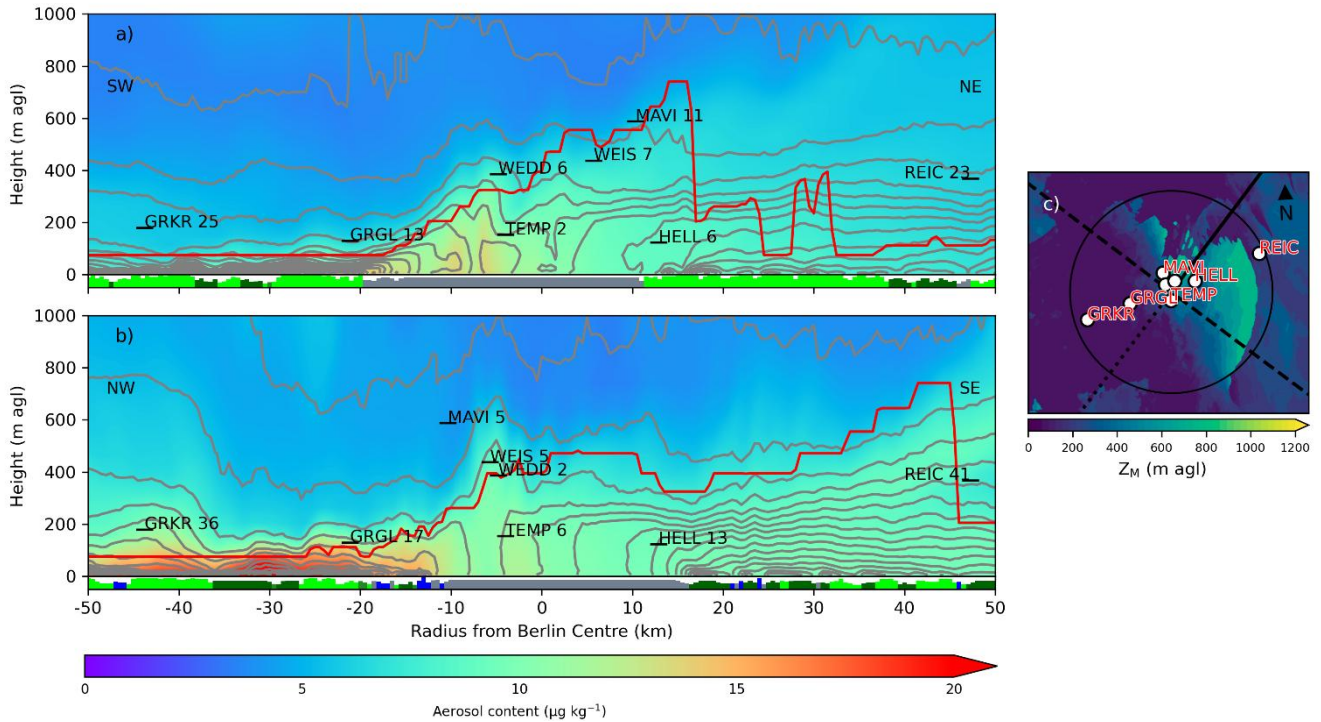 a)
SW
NE
MAVI 11
WEIS 7
WEDD 6
REIC 23
GRKR 25
GRGL 13
TEMP 2
HELL 6
Height (m agl)
1000
800
600
400
200
0
b)
NW
SE
MAVI 5
WEIS 5
WEDD 2
REIC 41
GRKR 36
GRGL 17
TEMP 6
HELL 13
Height (m agl)
1000
800
600
400
200
0
-50 -40 -30 -20 -10 0 10 20 30 40 50
Radius from Berlin Centre (km)
0 5 10 15 20
Aerosol content (µg kg⁻¹)
c)
N
REIC
MAVI
HELL
TEMP
GRGL
GRKR
0 200 400 600 800 1000 1200
Z_M (m agl)